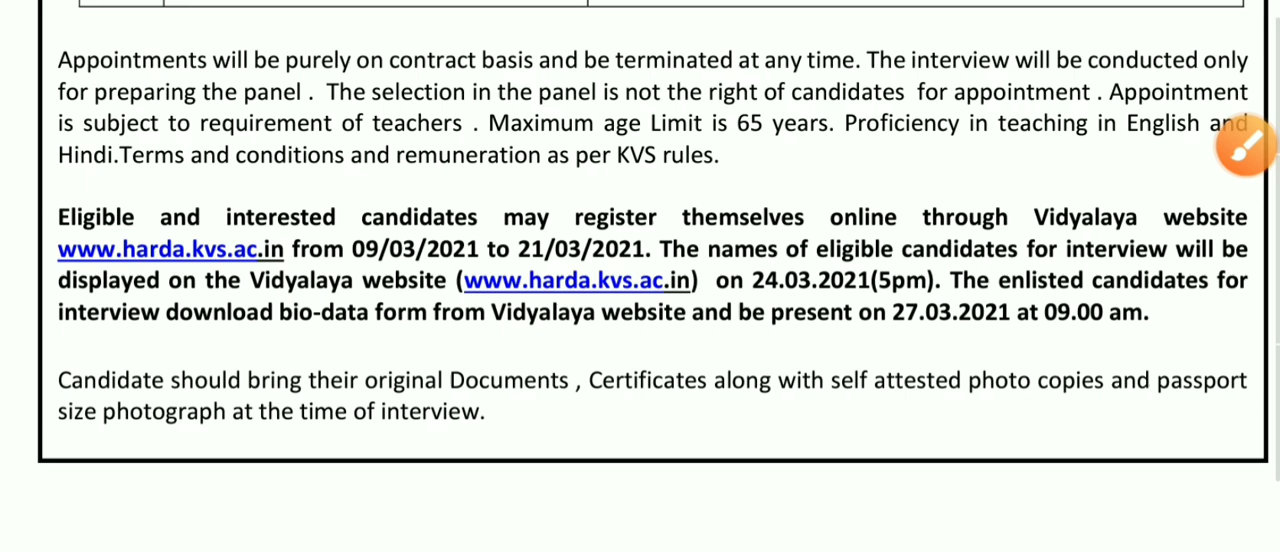 Appointments will be purely on contract basis and be terminated at any time. The interview will be conducted only
for preparing the panel . The selection in the panel is not the right of candidates for appointment . Appointment
is subject to requirement of teachers . Maximum age Limit is 65 years. Proficiency in teaching in English and
Hindi.Terms and conditions and remuneration as per KVS rules.
Eligible and interested candidates may register themselves online through Vidyalaya website
www.harda.kvs.ac.in from 09/03/2021 to 21/03/2021. The names of eligible candidates for interview will be
displayed on the Vidyalaya website (www.harda.kvs.ac.in) on 24.03.2021(5pm). The enlisted candidates for
interview download bio-data form from Vidyalaya website and be present on 27.03.2021 at 09.00 am.
Candidate should bring their original Documents , Certificates along with self attested photo copies and passport
size photograph at the time of interview.